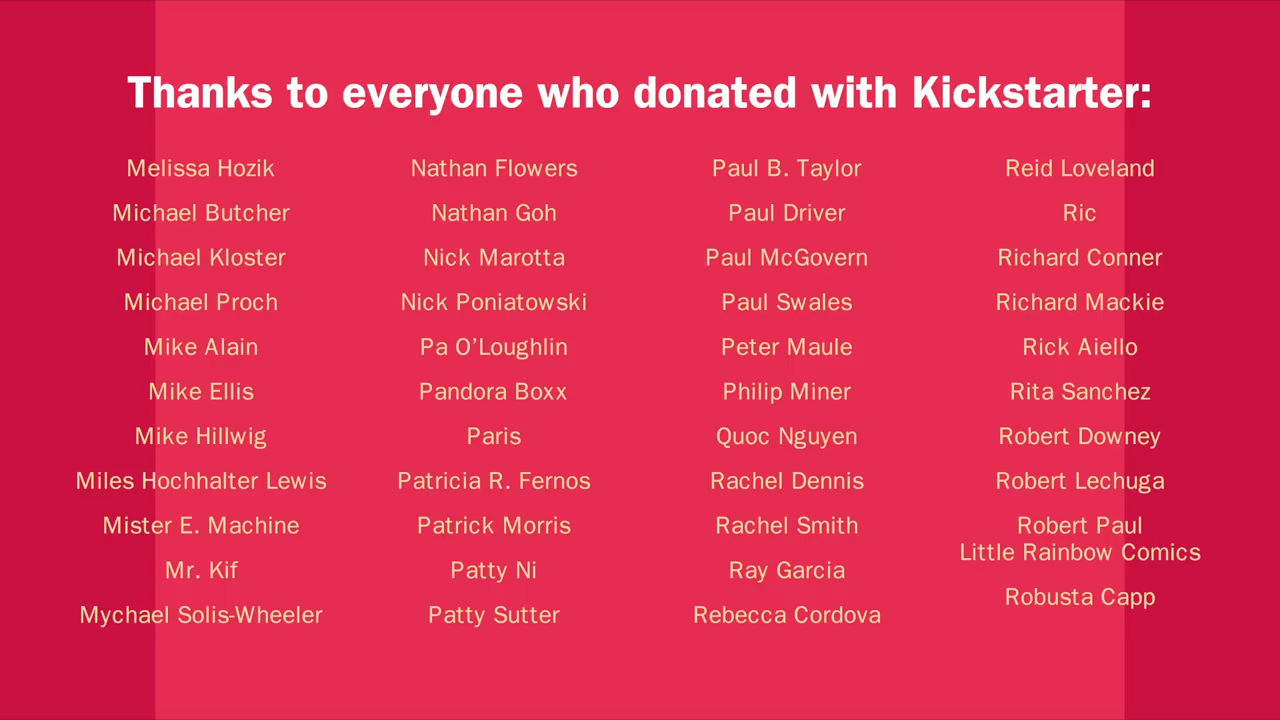 Thanks to everyone who donated with Kickstarter:
Melissa Hozik
Michael Butcher
Michael Kloster
Michael Proch
Mike Alain
Mike Ellis
Mike Hillwig
Miles Hochhalter Lewis
Mister E. Machine
Mr. Kif
Mychael Solis-Wheeler
Nathan Flowers
Nathan Goh
Nick Marotta
Nick Poniatowski
Pa O’Loughlin
Pandora Boxx
Paris
Patricia R. Fernos
Patrick Morris
Patty Ni
Patty Sutter
Paul B. Taylor
Paul Driver
Paul McGovern
Paul Swales
Peter Maule
Philip Miner
Quoc Nguyen
Rachel Dennis
Rachel Smith
Ray Garcia
Rebecca Cordova
Reid Loveland
Ric
Richard Conner
Richard Mackie
Rick Aiello
Rita Sanchez
Robert Downey
Robert Lechuga
Robert Paul
Little Rainbow Comics
Robusta Capp